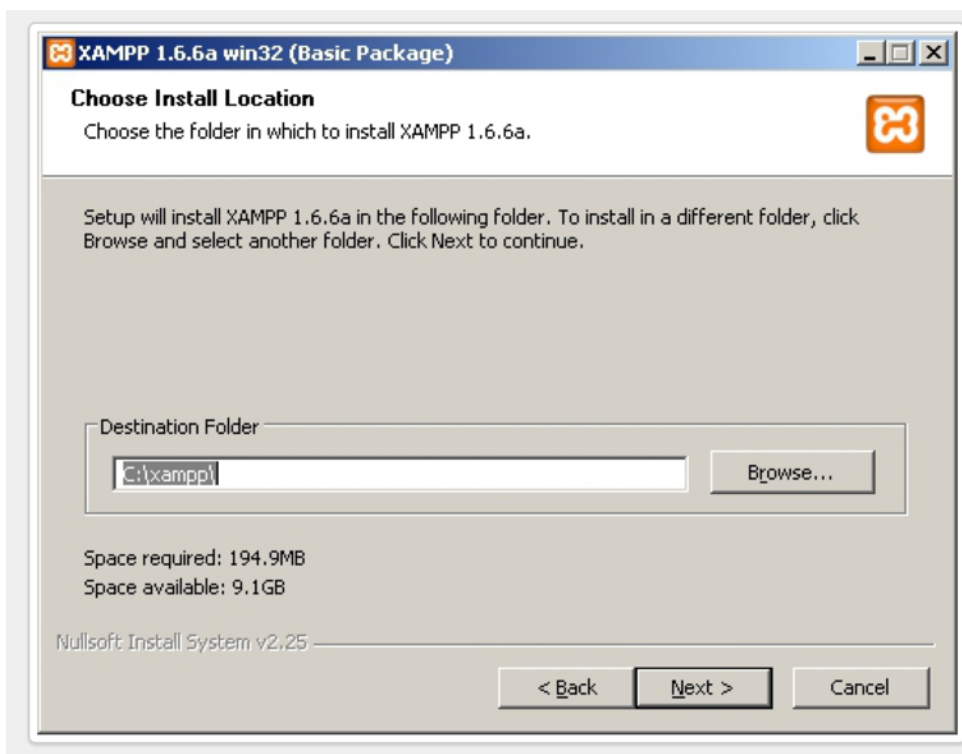 XAMPP 1.6.6a win32 (Basic Package)
Choose Install Location
Choose the folder in which to install XAMPP 1.6.6a.
Setup will install XAMPP 1.6.6a in the following folder. To install in a different folder, click
Browse and select another folder. Click Next to continue.
Destination Folder
C:\xampp\
Browse...
Space required: 194.9MB
Space available: 9.1GB
Nullsoft Install System v2.25
< Back
Next >
Cancel